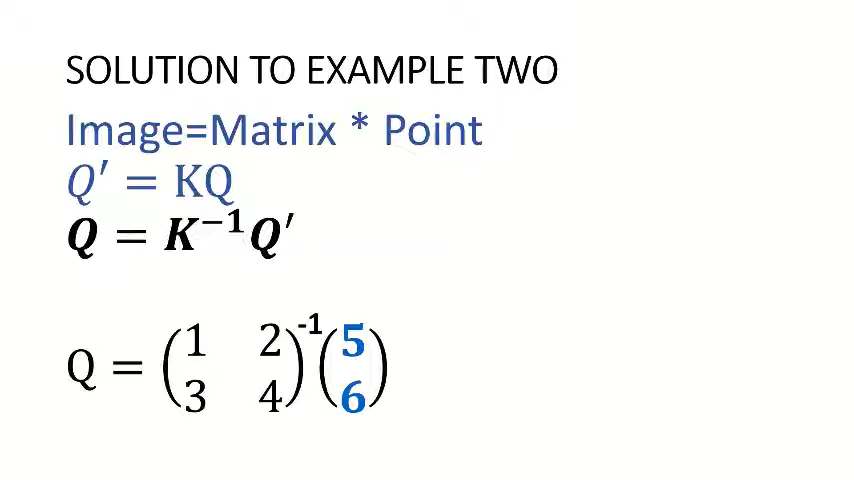 SOLUTION TO EXAMPLE TWO
Image=Matrix * Point
Q′ = KQ
Q = K⁻¹Q′
Q = (1 2
3 4)-1 (5
6)